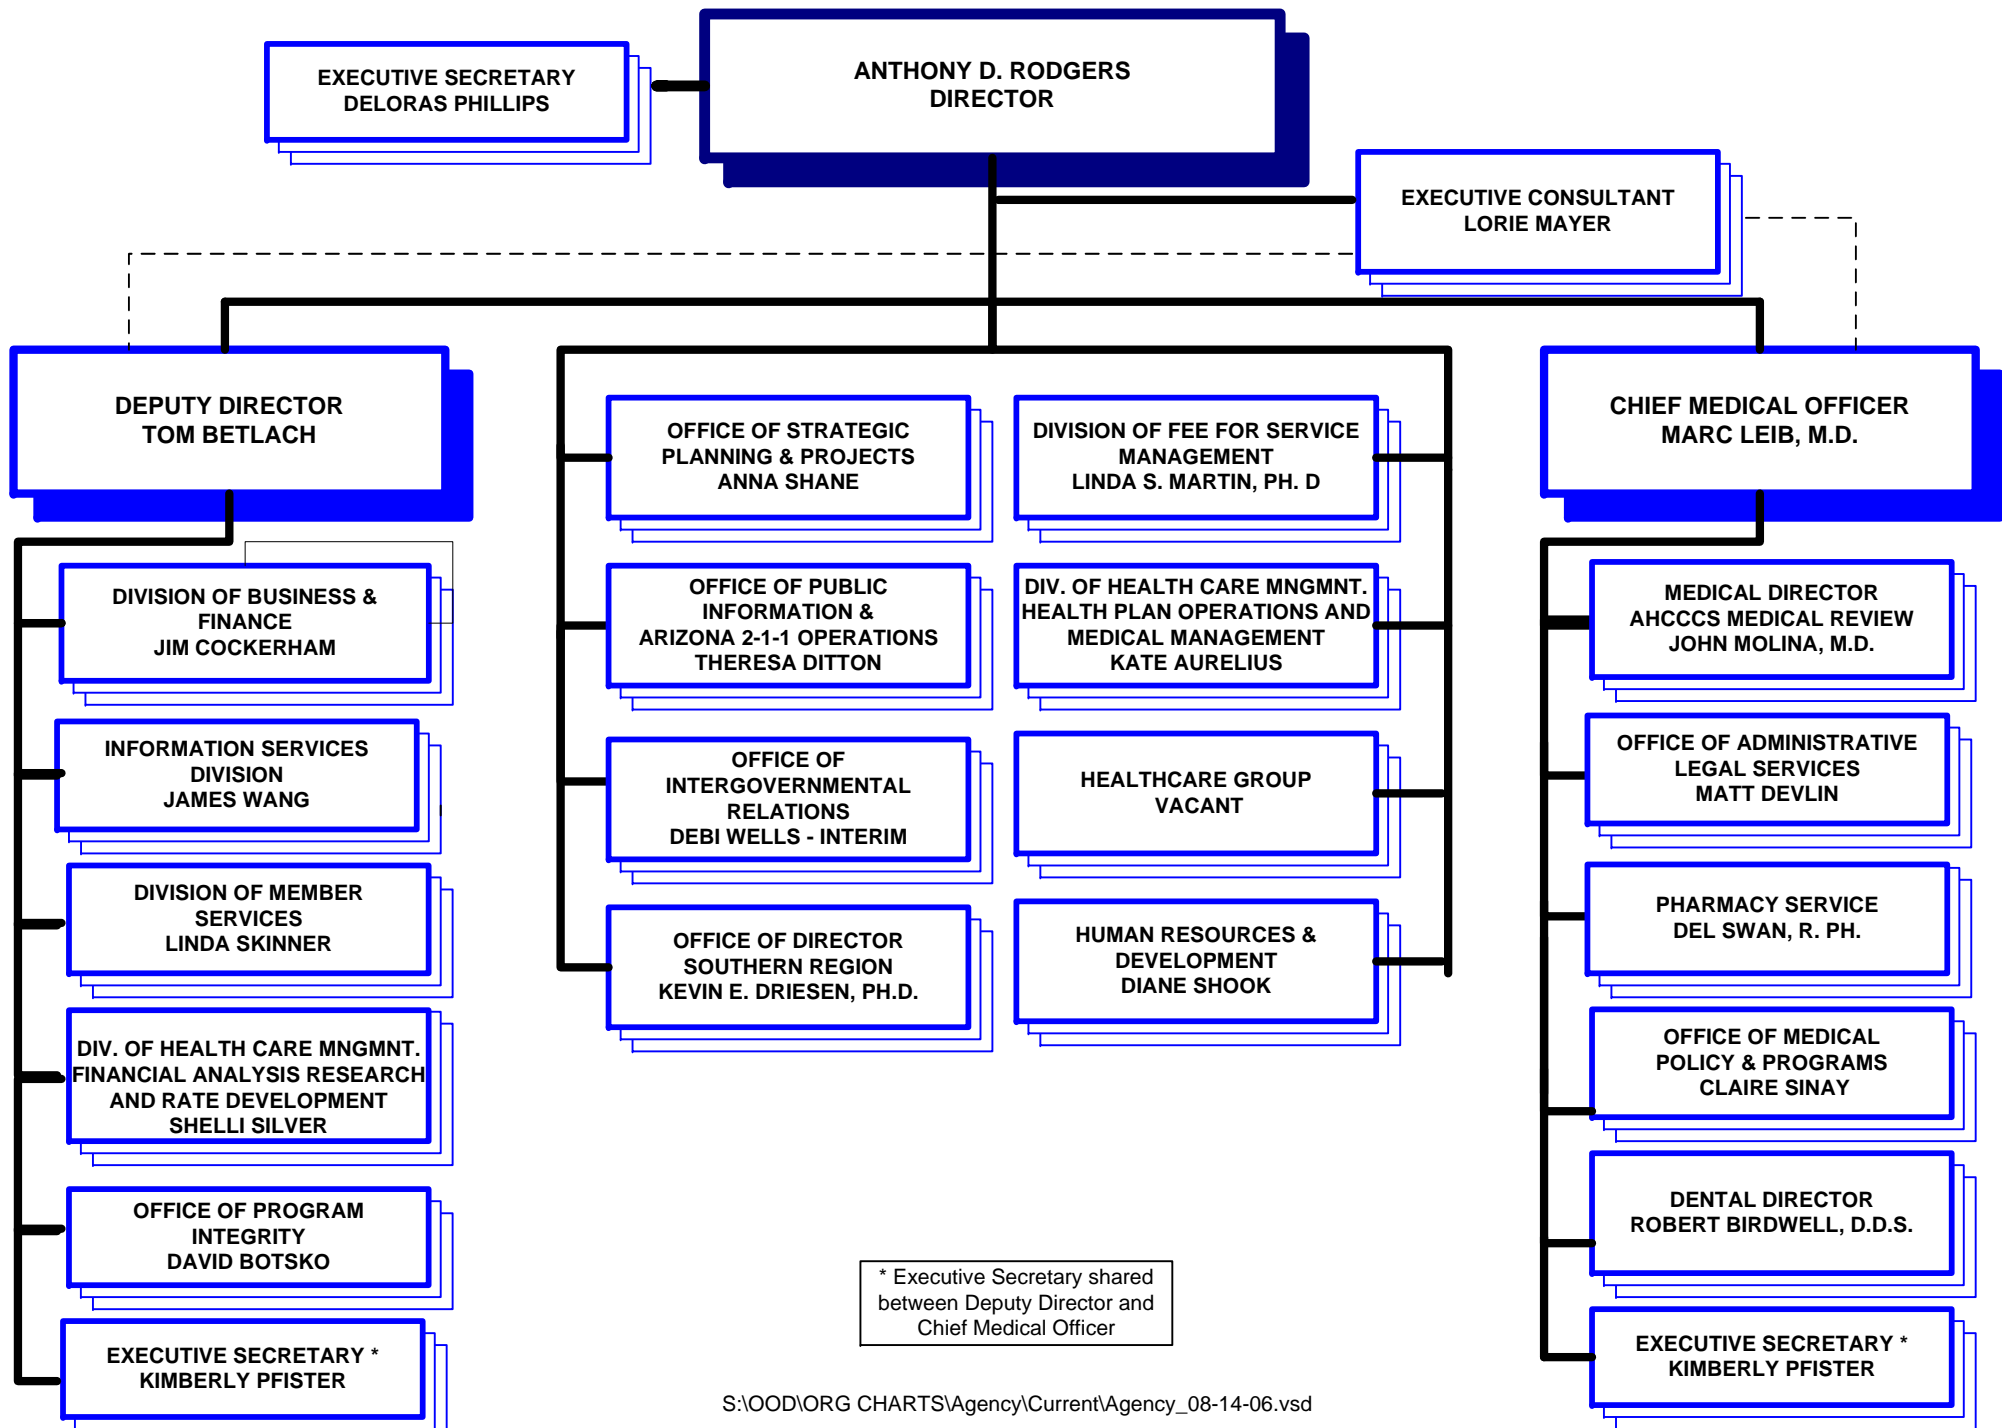 EXECUTIVE SECRETARY
DELORAS PHILLIPS
ANTHONY D. RODGERS
DIRECTOR
EXECUTIVE CONSULTANT
LORIE MAYER
DEPUTY DIRECTOR
TOM BETLACH
CHIEF MEDICAL OFFICER
MARC LEIB, M.D.
DIVISION OF BUSINESS &
FINANCE
JIM COCKERHAM
INFORMATION SERVICES
DIVISION
JAMES WANG
DIVISION OF MEMBER
SERVICES
LINDA SKINNER
DIV. OF HEALTH CARE MNGMNT.
FINANCIAL ANALYSIS RESEARCH
AND RATE DEVELOPMENT
SHELLI SILVER
OFFICE OF PROGRAM
INTEGRITY
DAVID BOTSKO
EXECUTIVE SECRETARY *
KIMBERLY PFISTER
OFFICE OF STRATEGIC
PLANNING & PROJECTS
ANNA SHANE
OFFICE OF PUBLIC
INFORMATION &
ARIZONA 2-1-1 OPERATIONS
THERESA DITTON
OFFICE OF
INTERGOVERNMENTAL
RELATIONS
DEBI WELLS - INTERIM
OFFICE OF DIRECTOR
SOUTHERN REGION
KEVIN E. DRIESEN, PH.D.
DIVISION OF FEE FOR SERVICE
MANAGEMENT
LINDA S. MARTIN, PH. D
DIV. OF HEALTH CARE MNGMNT.
HEALTH PLAN OPERATIONS AND
MEDICAL MANAGEMENT
KATE AURELIUS
HEALTHCARE GROUP
VACANT
HUMAN RESOURCES &
DEVELOPMENT
DIANE SHOOK
MEDICAL DIRECTOR
AHCCCS MEDICAL REVIEW
JOHN MOLINA, M.D.
OFFICE OF ADMINISTRATIVE
LEGAL SERVICES
MATT DEVLIN
PHARMACY SERVICE
DEL SWAN, R. PH.
OFFICE OF MEDICAL
POLICY & PROGRAMS
CLAIRE SINAY
DENTAL DIRECTOR
ROBERT BIRDWELL, D.D.S.
EXECUTIVE SECRETARY *
KIMBERLY PFISTER
* Executive Secretary shared
between Deputy Director and
Chief Medical Officer
S:\OOD\ORG CHARTS\Agency\Current\Agency_08-14-06.vsd